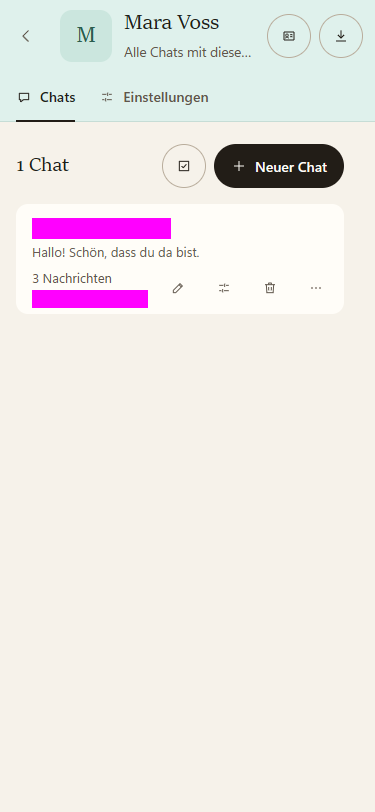 M
Mara Voss
Alle Chats mit diese…
Chats
Einstellungen
1 Chat
Neuer Chat
Hallo! Schön, dass du da bist.
3 Nachrichten